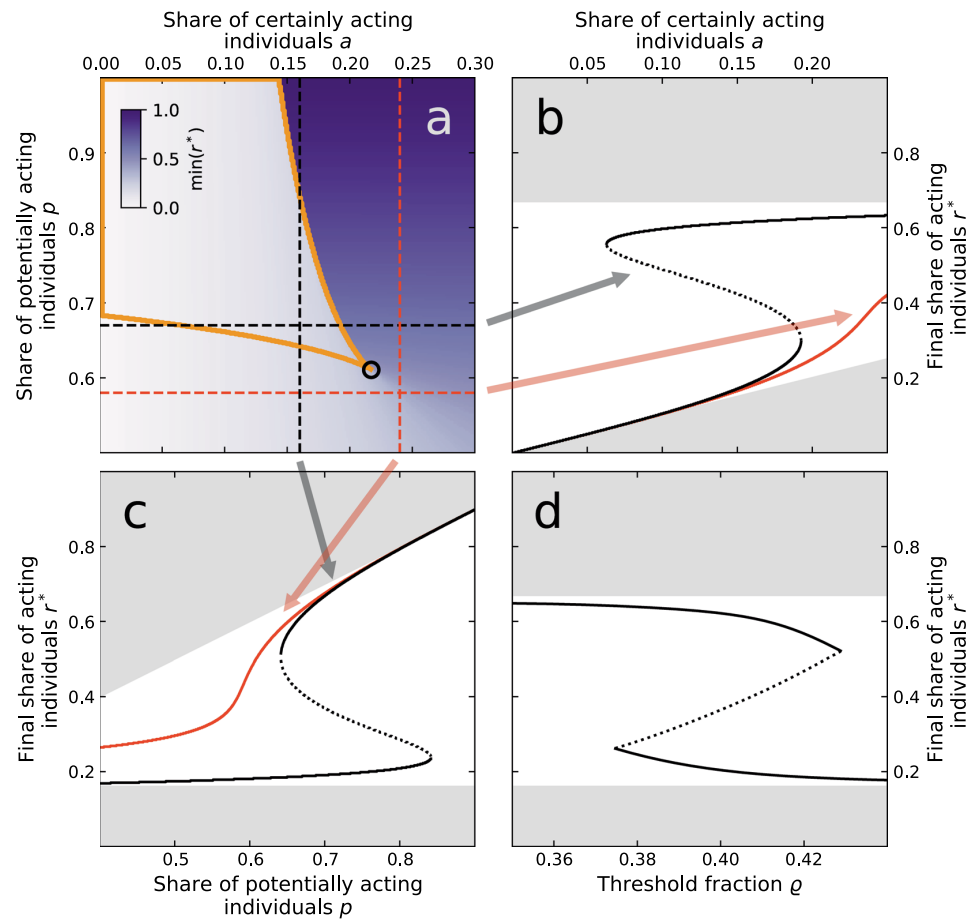 Share of certainly acting
individuals a
0.00 0.05 0.10 0.15 0.20 0.25 0.30
Share of potentially acting
individuals p
0.9
0.8
0.7
0.6
1.0
0.5
0.0
min(r*)
a
Share of certainly acting
individuals a
0.05 0.10 0.15 0.20
b
0.8
0.6
0.4
0.2
Final share of acting
individuals r*
c
Final share of acting
individuals r*
0.8
0.6
0.4
0.2
0.5 0.6 0.7 0.8
Share of potentially acting
individuals p
d
0.8
0.6
0.4
0.2
Final share of acting
individuals r*
0.36 0.38 0.40 0.42
Threshold fraction ϱ